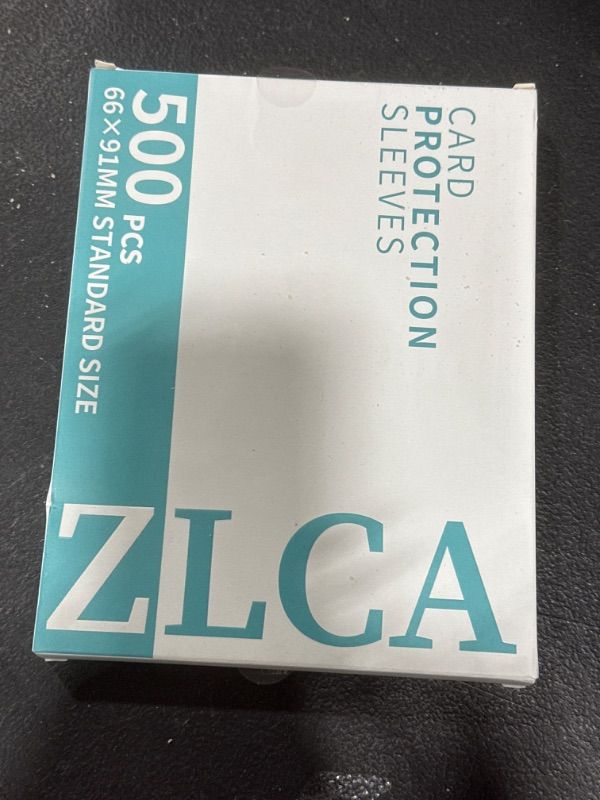 CARD
PROTECTION
SLEEVES
500 PCS
66×91MM STANDARD SIZE
ZLCA